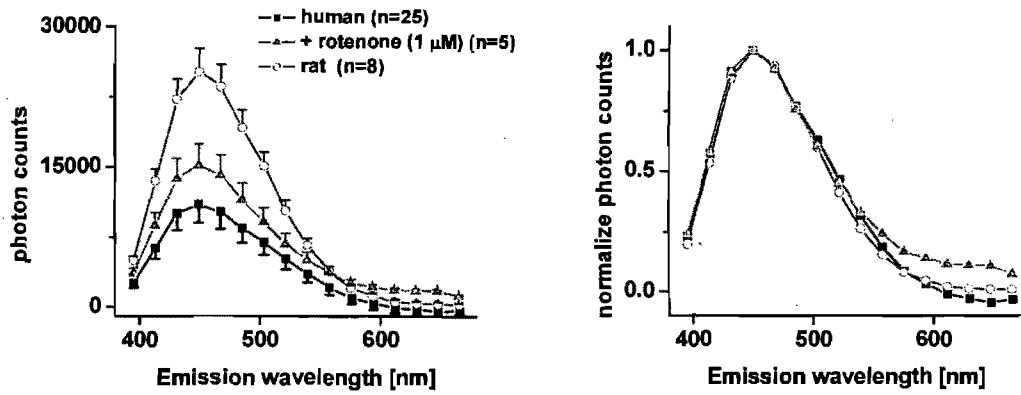 30000
15000
0
photon counts
human (n=25)
+ rotenone (1 μM) (n=5)
rat (n=8)
400 500 600
Emission wavelength [nm]
1.0
0.5
0.0
normalize photon counts
400 500 600
Emission wavelength [nm]